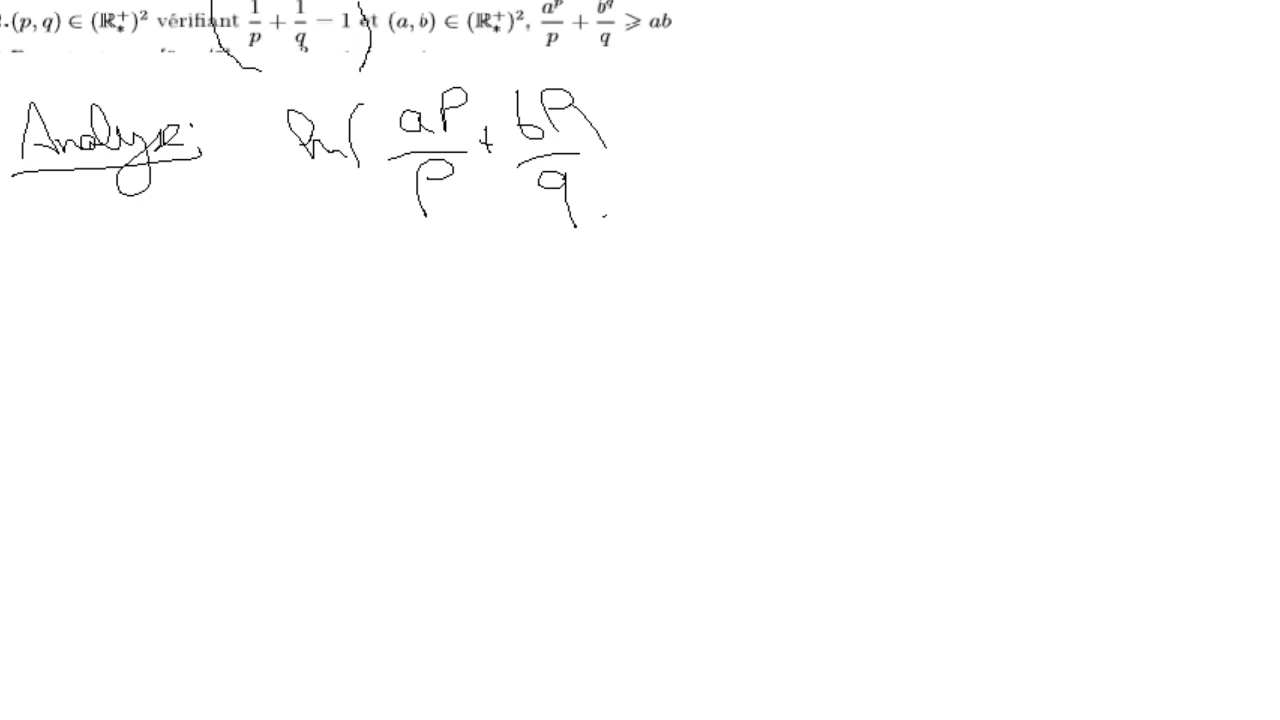 .(p, q) ∈ (ℝ₊*)² vérifiant 1/p + 1/q = 1 et (a, b) ∈ (ℝ₊*)², a^p/p + b^q/q ⩾ ab
Analyse: ln( a^p/p + b^q/q